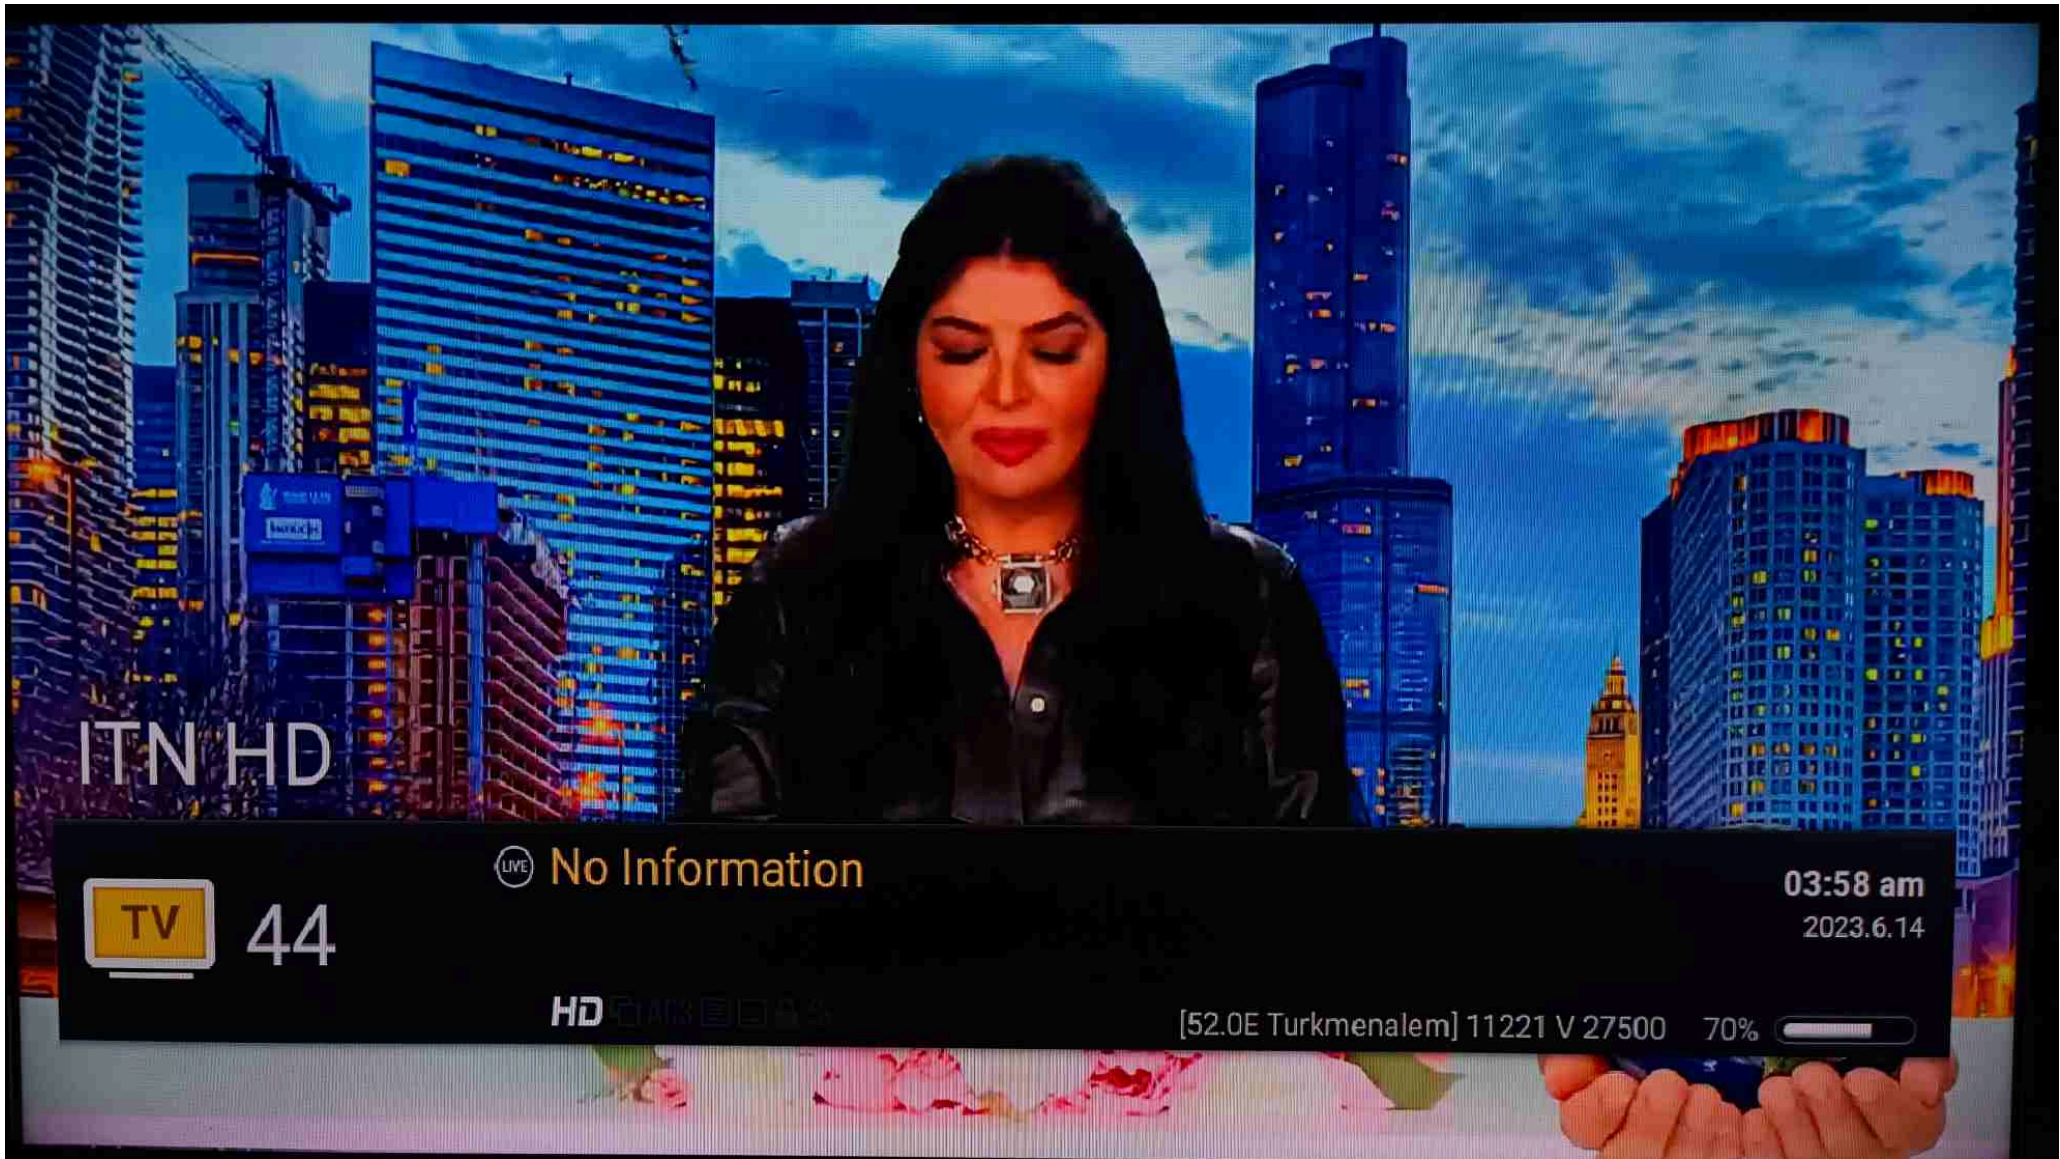 ITN HD
LIVE No Information
03:58 am
TV 44
2023.6.14
HD
[52.0E Turkmenalem] 11221 V 27500 70%